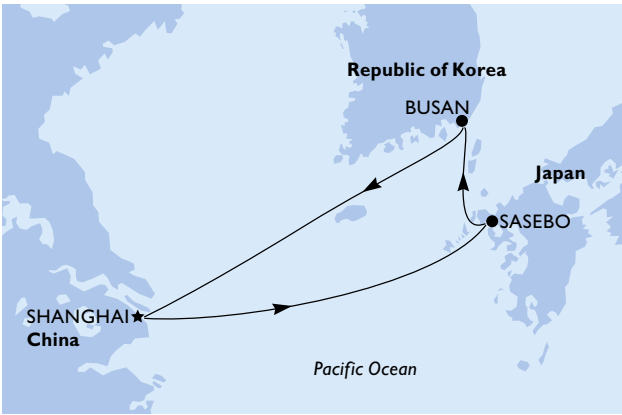 Republic of Korea
BUSAN
Japan
SASEBO
SHANGHAI
China
Pacific Ocean